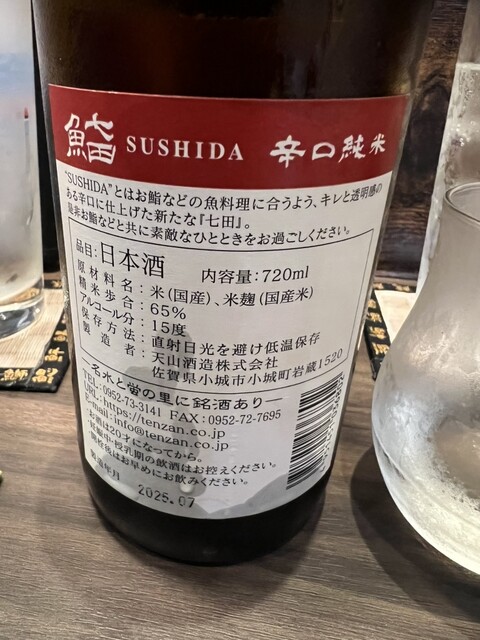 SUSHIDA 辛口純米
"SUSHIDA"とはお鮨などの魚料理に合うよう、キレと透明感の
ある辛口に仕上げた新たな『七田』。
是非お鮨などと共に素敵なひとときをお過ごしください。
品目:日本酒 内容量:720ml
原材料名:米(国産)、米麹(国産米)
精米歩合:65%
アルコール分:15度
保存方法:直射日光を避け低温保存
製造者:天山酒造株式会社
佐賀県小城市小城町岩蔵1520
―名水と蛍の里に銘酒あり―
TEL:0952-73-3141 FAX:0952-72-7695
URL:https://tenzan.co.jp
E-mail:info@tenzan.co.jp
・飲酒は20才になってから。
・妊娠中・授乳期の飲酒はお控えください。
・開栓後はお早めにお飲みください。
製造年月
2025.07